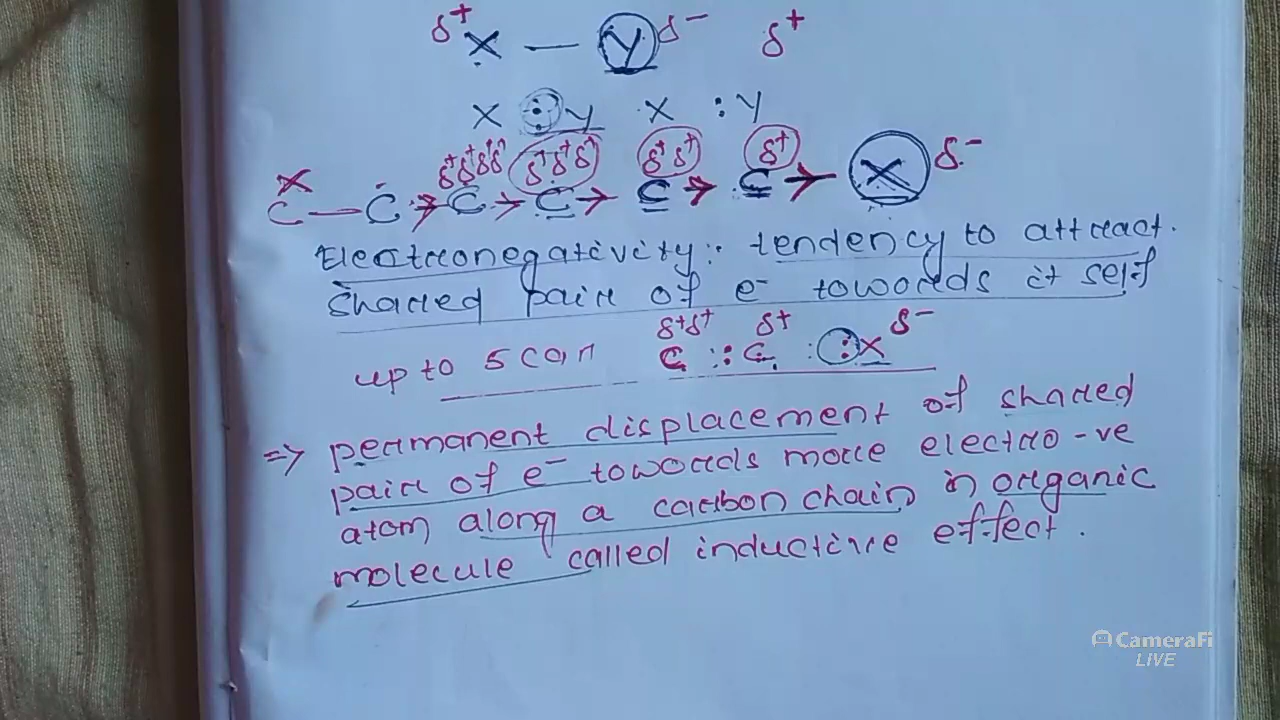 δ+ X — Y δ- δ+
X : Y X : Y
δ+δ+δ+δ+ δ+δ+δ+ δ+δ+ δ+ δ-
X
C — C → C → C → C → C → X
Electronegativity: tendency to attract.
shared pair of e- towards it self
δ+δ+ δ+ δ-
up to 5 can C :: C : :X
⇒ permanent displacement of shared
pair of e- towards more electro -ve
atom along a carbon chain in organic
molecule called inductive effect.
CameraFi
LIVE